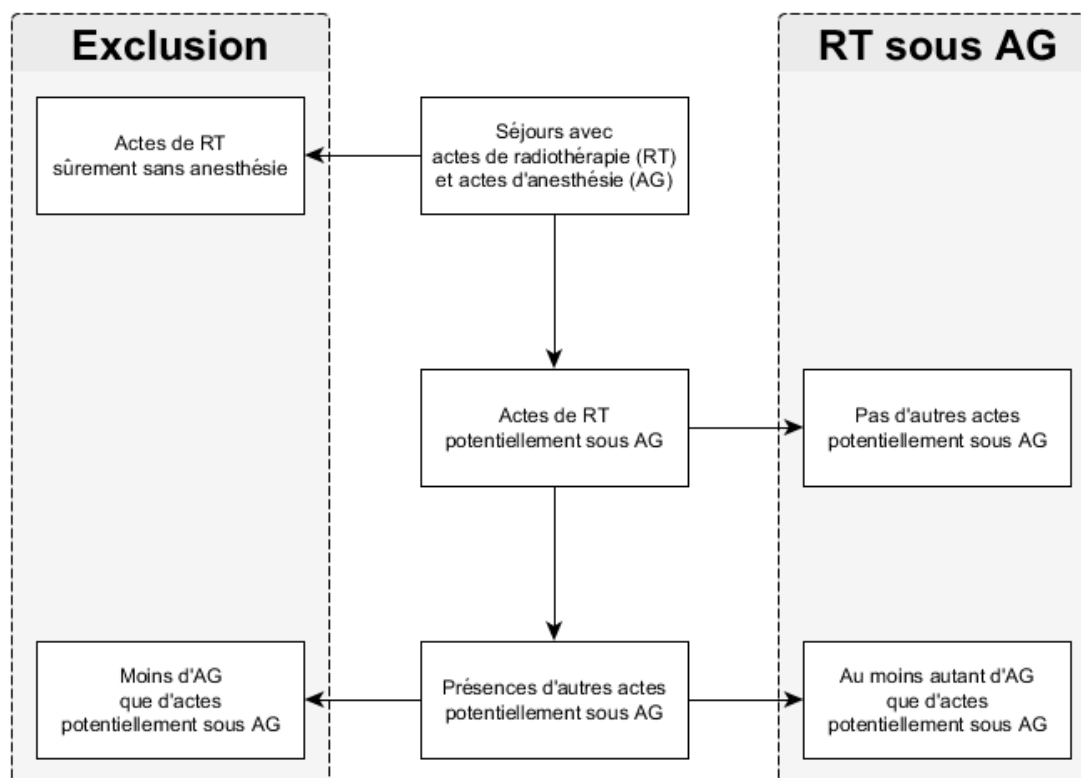 Exclusion
RT sous AG
Actes de RT
sûrement sans anesthésie
Séjours avec
actes de radiothérapie (RT)
et actes d'anesthésie (AG)
Actes de RT
potentiellement sous AG
Pas d'autres actes
potentiellement sous AG
Moins d'AG
que d'actes
potentiellement sous AG
Présences d'autres actes
potentiellement sous AG
Au moins autant d'AG
que d'actes
potentiellement sous AG